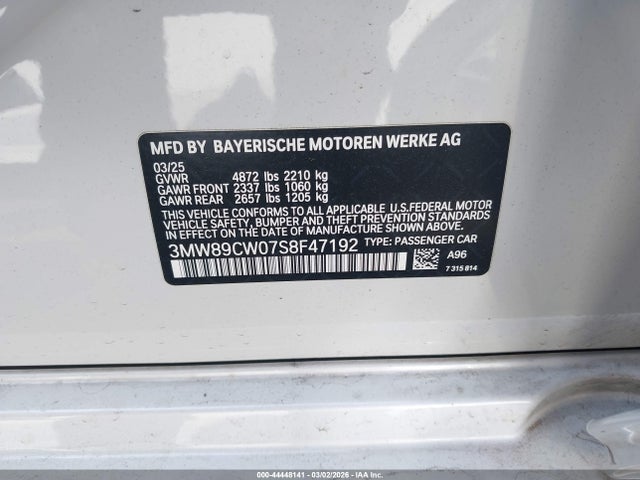 MFD BY BAYERISCHE MOTOREN WERKE AG
03/25
GVWR 4872 lbs 2210 kg
GAWR FRONT 2337 lbs 1060 kg
GAWR REAR 2657 lbs 1205 kg
THIS VEHICLE CONFORMS TO ALL APPLICABLE U.S.FEDERAL MOTOR
VEHICLE SAFETY, BUMPER AND THEFT PREVENTION STANDARDS
IN EFFECT ON THE DATE OF MANUFACTURE SHOWN ABOVE.
3MW89CW07S8F47192 TYPE: PASSENGER CAR
A96
7 315 814
000-44448141 | 03/02/2026 - IAA Inc. Copyright